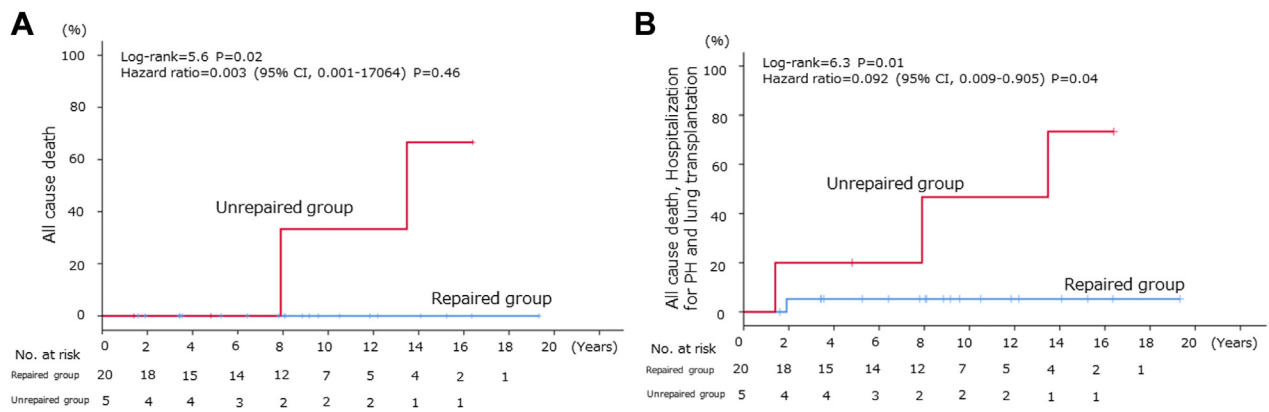 A
(%)
Log-rank=5.6 P=0.02
Hazard ratio=0.003 (95% CI, 0.001-17064) P=0.46
100
80
60
40
20
0
All cause death
Unrepaired group
Repaired group
0 2 4 6 8 10 12 14 16 18 20 (Years)
No. at risk
Repaired group 20 18 15 14 12 7 5 4 2 1
Unrepaired group 5 4 4 3 2 2 2 1 1
B
(%)
Log-rank=6.3 P=0.01
Hazard ratio=0.092 (95% CI, 0.009-0.905) P=0.04
100
80
60
40
20
0
All cause death, Hospitalization
for PH and lung transplantation
Unrepaired group
Repaired group
0 2 4 6 8 10 12 14 16 18 20 (Years)
No. at risk
Repaired group 20 18 15 14 12 7 5 4 2 1
Unrepaired group 5 4 4 3 2 2 2 1 1